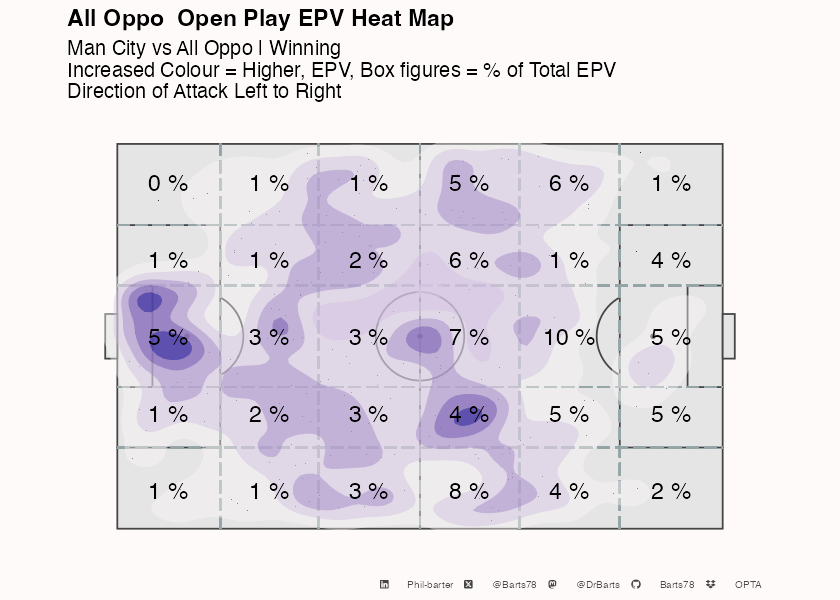 All Oppo  Open Play EPV Heat Map
Man City vs All Oppo | Winning
Increased Colour = Higher, EPV, Box figures = % of Total EPV
Direction of Attack Left to Right
0 % 1 % 1 % 5 % 6 % 1 %
1 % 1 % 2 % 6 % 1 % 4 %
5 % 3 % 3 % 7 % 10 % 5 %
1 % 2 % 3 % 4 % 5 % 5 %
1 % 1 % 3 % 8 % 4 % 2 %
Phil-barter @Barts78 @DrBarts Barts78 OPTA